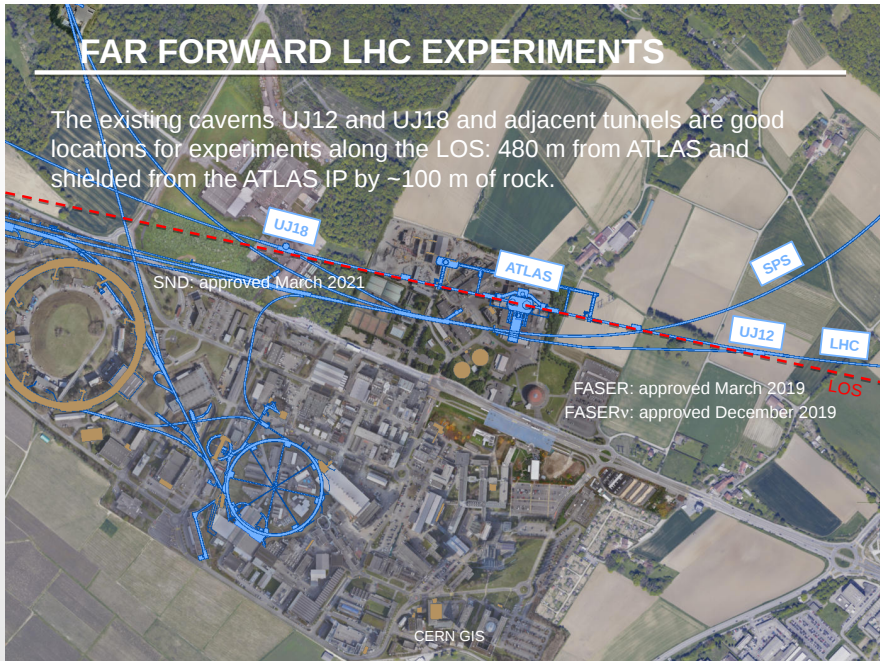 FAR FORWARD LHC EXPERIMENTS
The existing caverns UJ12 and UJ18 and adjacent tunnels are good
locations for experiments along the LOS: 480 m from ATLAS and
shielded from the ATLAS IP by ~100 m of rock.
UJ18
ATLAS
SPS
SND: approved March 2021
UJ12
LHC
LOS
FASER: approved March 2019
FASERν: approved December 2019
CERN GIS